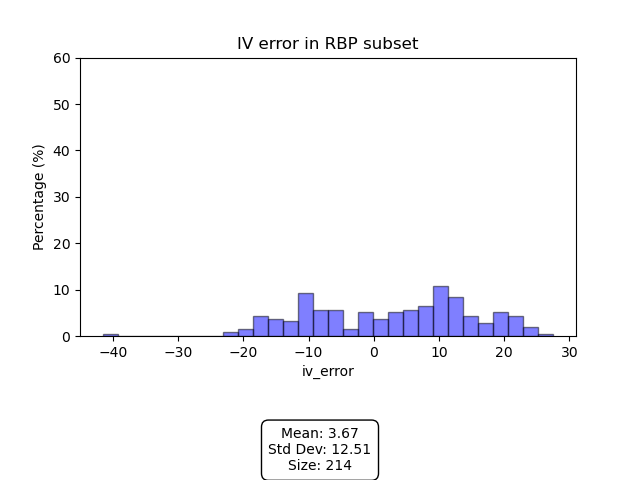 IV error in RBP subset
60
50
40
30
20
10
0
Percentage (%)
−40 −30 −20 −10 0 10 20 30
iv_error
Mean: 3.67
Std Dev: 12.51
Size: 214